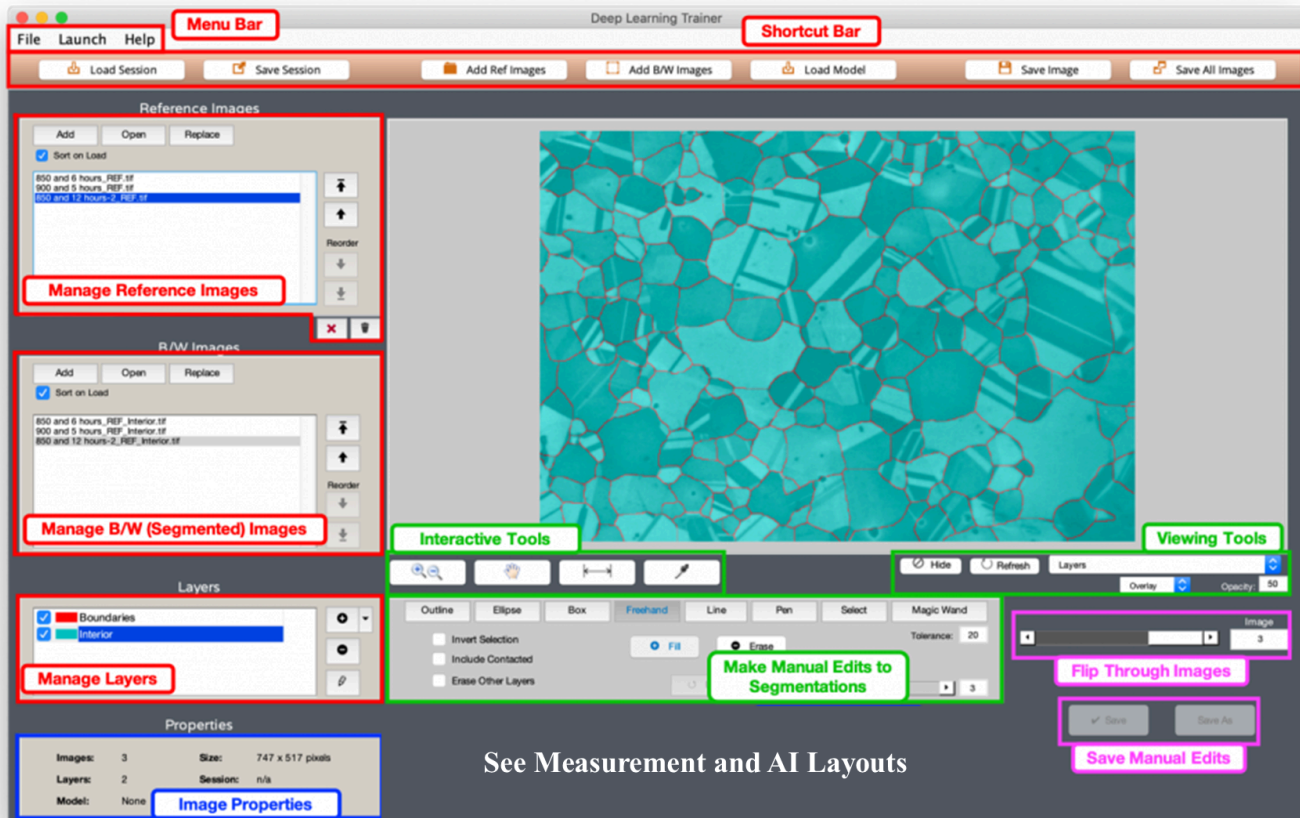 Deep Learning Trainer
Menu Bar
Shortcut Bar
File Launch Help
Load Session Save Session Add Ref Images Add B/W Images Load Model Save Image Save All Images
Reference Images
Add Open Replace
Sort on Load
850 and 6 hours_REF.tif
900 and 5 hours_REF.tif
850 and 12 hours-2_REF.tif
Reorder
Manage Reference Images
B/W Images
Add Open Replace
Sort on Load
850 and 6 hours_REF_Interior.tif
900 and 5 hours_REF_Interior.tif
850 and 12 hours-2_REF_Interior.tif
Reorder
Manage B/W (Segmented) Images
Interactive Tools
Viewing Tools
Hide Refresh Layers
Overlay Opacity: 50
Layers
Boundaries
Interior
Manage Layers
Outline Ellipse Box Freehand Line Pen Select Magic Wand
Invert Selection
Include Contacted
Erase Other Layers
Fill Erase
Tolerance: 20
3
Make Manual Edits to
Segmentations
Image
3
Flip Through Images
Save Save As
Save Manual Edits
Properties
Images: 3 Size: 747 x 517 pixels
Layers: 2 Session: n/a
Model: None
Image Properties
See Measurement and AI Layouts